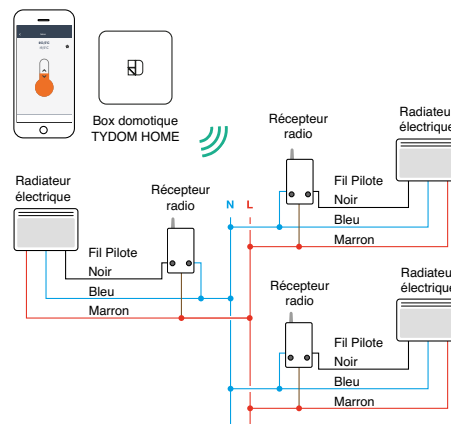 Box domotique
TYDOM HOME
Récepteur
radio
Radiateur
électrique
Fil Pilote
Noir
Bleu
Marron
Radiateur
électrique
Récepteur
radio
N L
Fil Pilote
Noir
Bleu
Marron
Récepteur
radio
Radiateur
électrique
Fil Pilote
Noir
Bleu
Marron